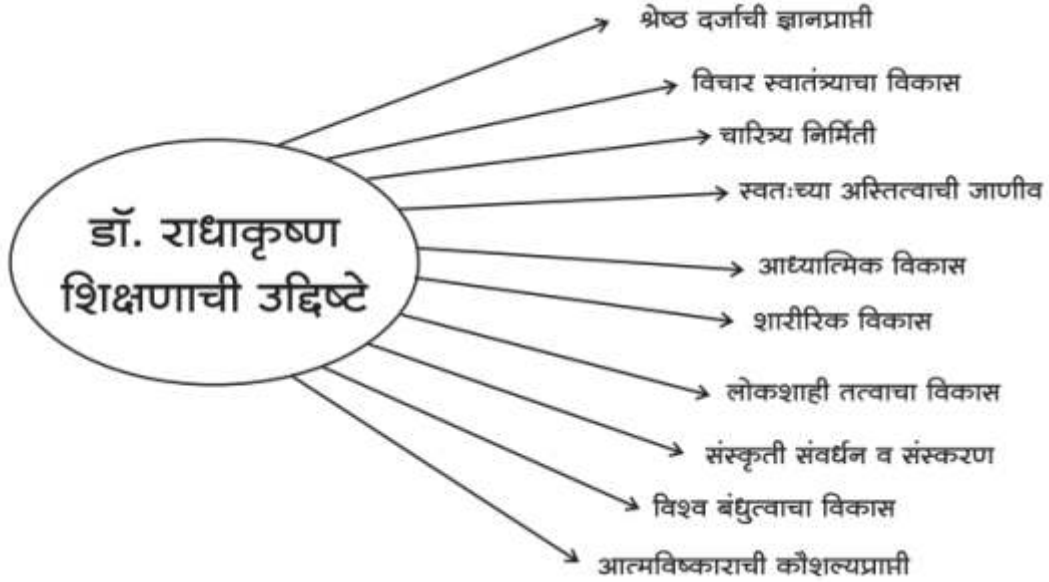 डॉ. राधाकृष्ण
शिक्षणाची उद्दिष्टे
श्रेष्ठ दर्जाची ज्ञानप्राप्ती
विचार स्वातंत्र्याचा विकास
चारित्र्य निर्मिती
स्वतःच्या अस्तित्वाची जाणीव
आध्यात्मिक विकास
शारीरिक विकास
लोकशाही तत्वाचा विकास
संस्कृती संवर्धन व संस्करण
विश्व बंधुत्वाचा विकास
आत्मविष्काराची कौशल्यप्राप्ती